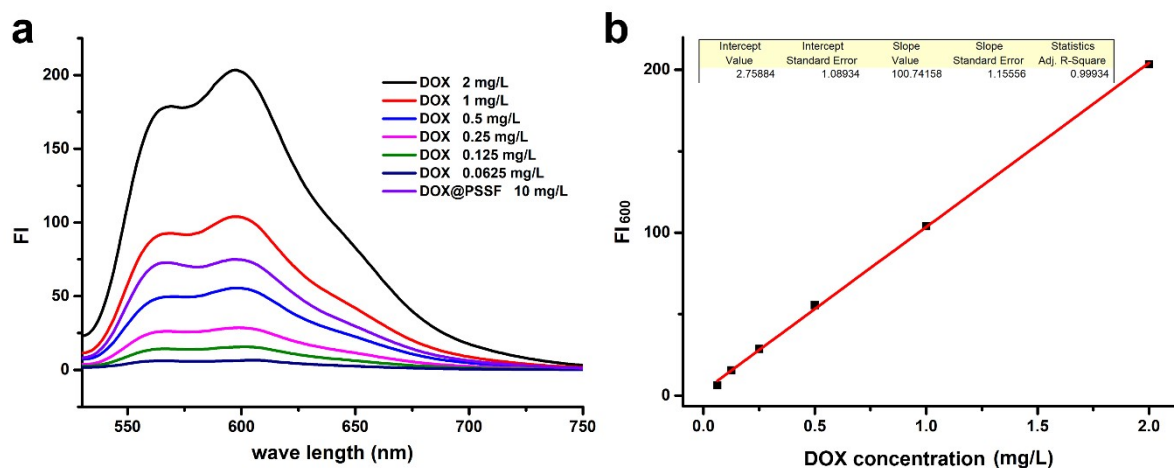 a
FI
200
150
100
50
0
550 600 650 700 750
wave length (nm)
DOX 2 mg/L
DOX 1 mg/L
DOX 0.5 mg/L
DOX 0.25 mg/L
DOX 0.125 mg/L
DOX 0.0625 mg/L
DOX@PSSF 10 mg/L
b
Intercept Intercept Slope Slope Statistics
Value Standard Error Value Standard Error Adj. R-Square
2.75884 1.08934 100.74158 1.15556 0.99934
FI600
200
100
0
0.0 0.5 1.0 1.5 2.0
DOX concentration (mg/L)